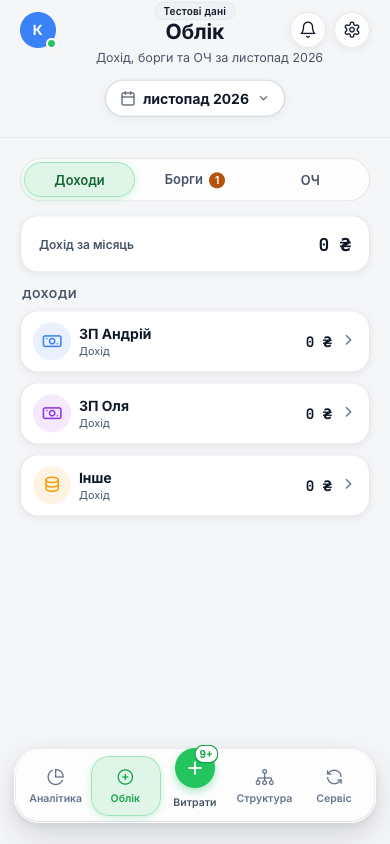 Тестові дані
К
Облік
Дохід, борги та ОЧ за листопад 2026
листопад 2026
Доходи
Борги 1
ОЧ
Дохід за місяць
0 ₴
ДОХОДИ
ЗП Андрій
Дохід
0 ₴
ЗП Оля
Дохід
0 ₴
Інше
Дохід
0 ₴
9+
Аналітика
Облік
Витрати
Структура
Сервіс